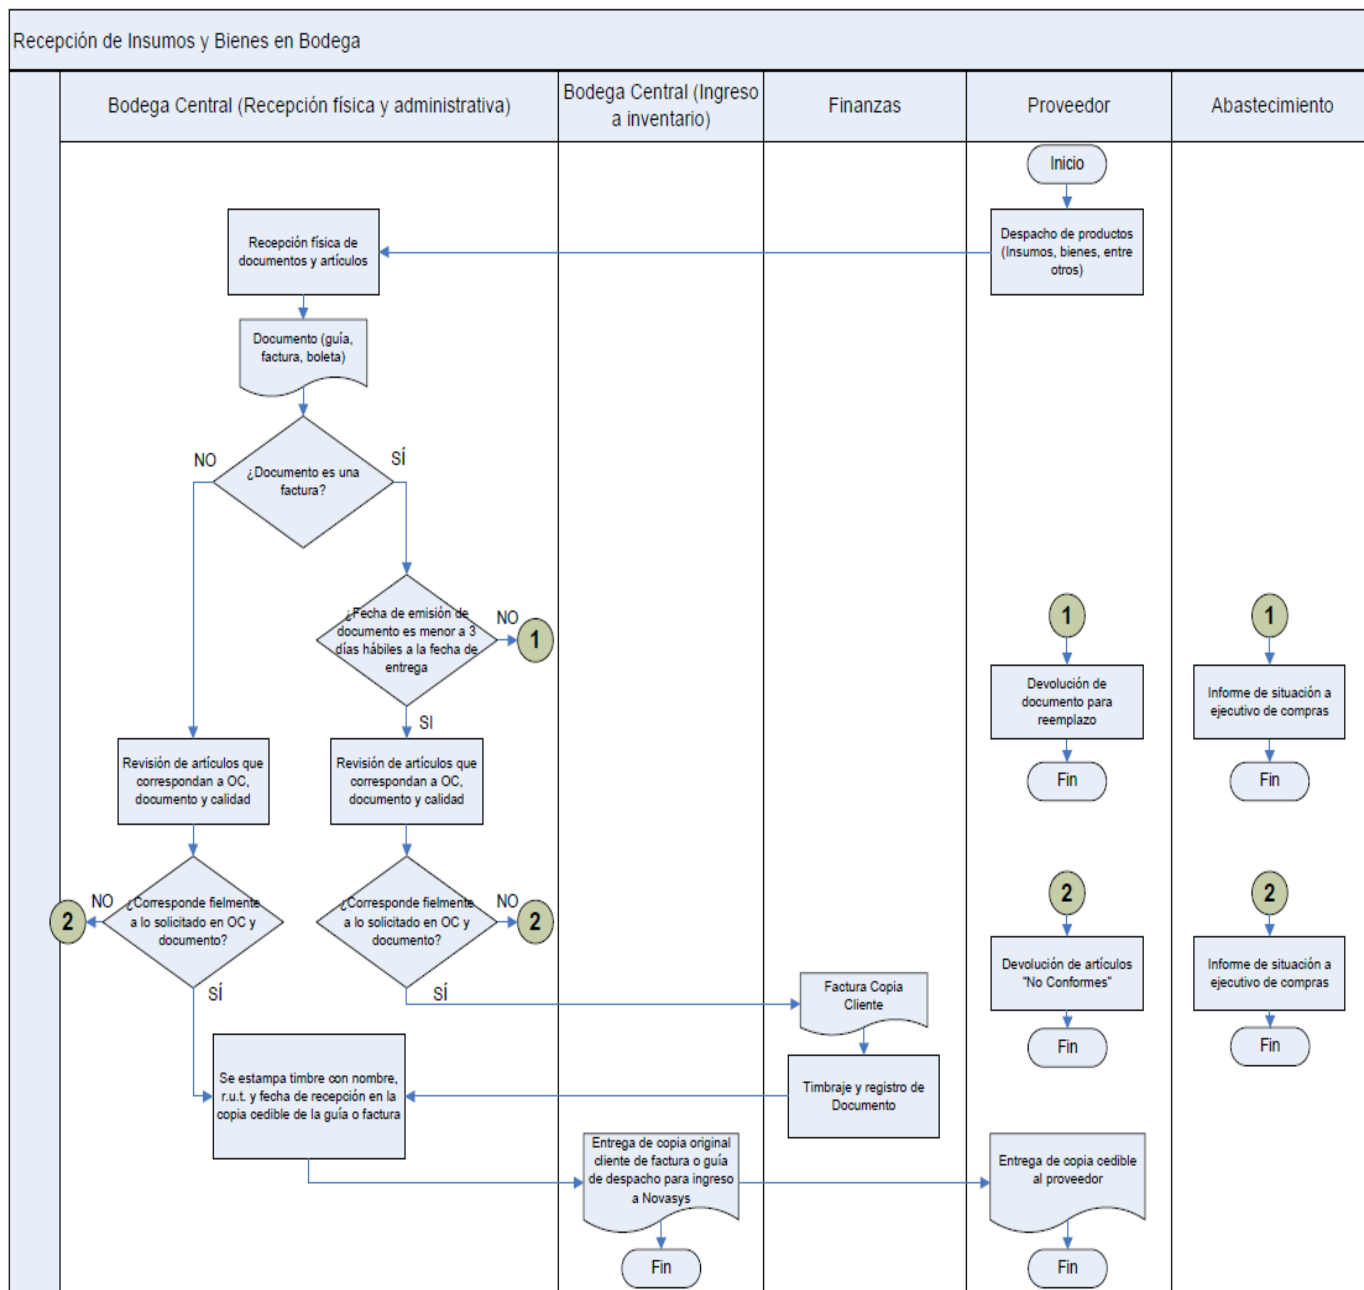 Recepción de Insumos y Bienes en Bodega
Bodega Central (Recepción física y administrativa)
Bodega Central (Ingreso
a inventario)
Finanzas
Proveedor
Abastecimiento
Inicio
Recepción física de
documentos y artículos
Despacho de productos
(Insumos, bienes, entre
otros)
Documento (guía,
factura, boleta)
NO
SÍ
¿Documento es una
factura?
¿Fecha de emisión de
documento es menor a 3
días hábiles a la fecha de
entrega
NO
1
1
1
SI
Devolución de
documento para
reemplazo
Informe de situación a
ejecutivo de compras
Revisión de artículos que
correspondan a OC,
documento y calidad
Revisión de artículos que
correspondan a OC,
documento y calidad
Fin
Fin
2
NO
¿Corresponde fielmente
a lo solicitado en OC y
documento?
¿Corresponde fielmente
a lo solicitado en OC y
documento?
NO
2
2
2
SÍ
SÍ
Factura Copia
Cliente
Devolución de artículos
"No Conformes"
Informe de situación a
ejecutivo de compras
Fin
Fin
Se estampa timbre con nombre,
r.u.t. y fecha de recepción en la
copia cedible de la guía o factura
Timbraje y registro de
Documento
Entrega de copia original
cliente de factura o guía
de despacho para ingreso
a Novasys
Entrega de copia cedible
al proveedor
Fin
Fin